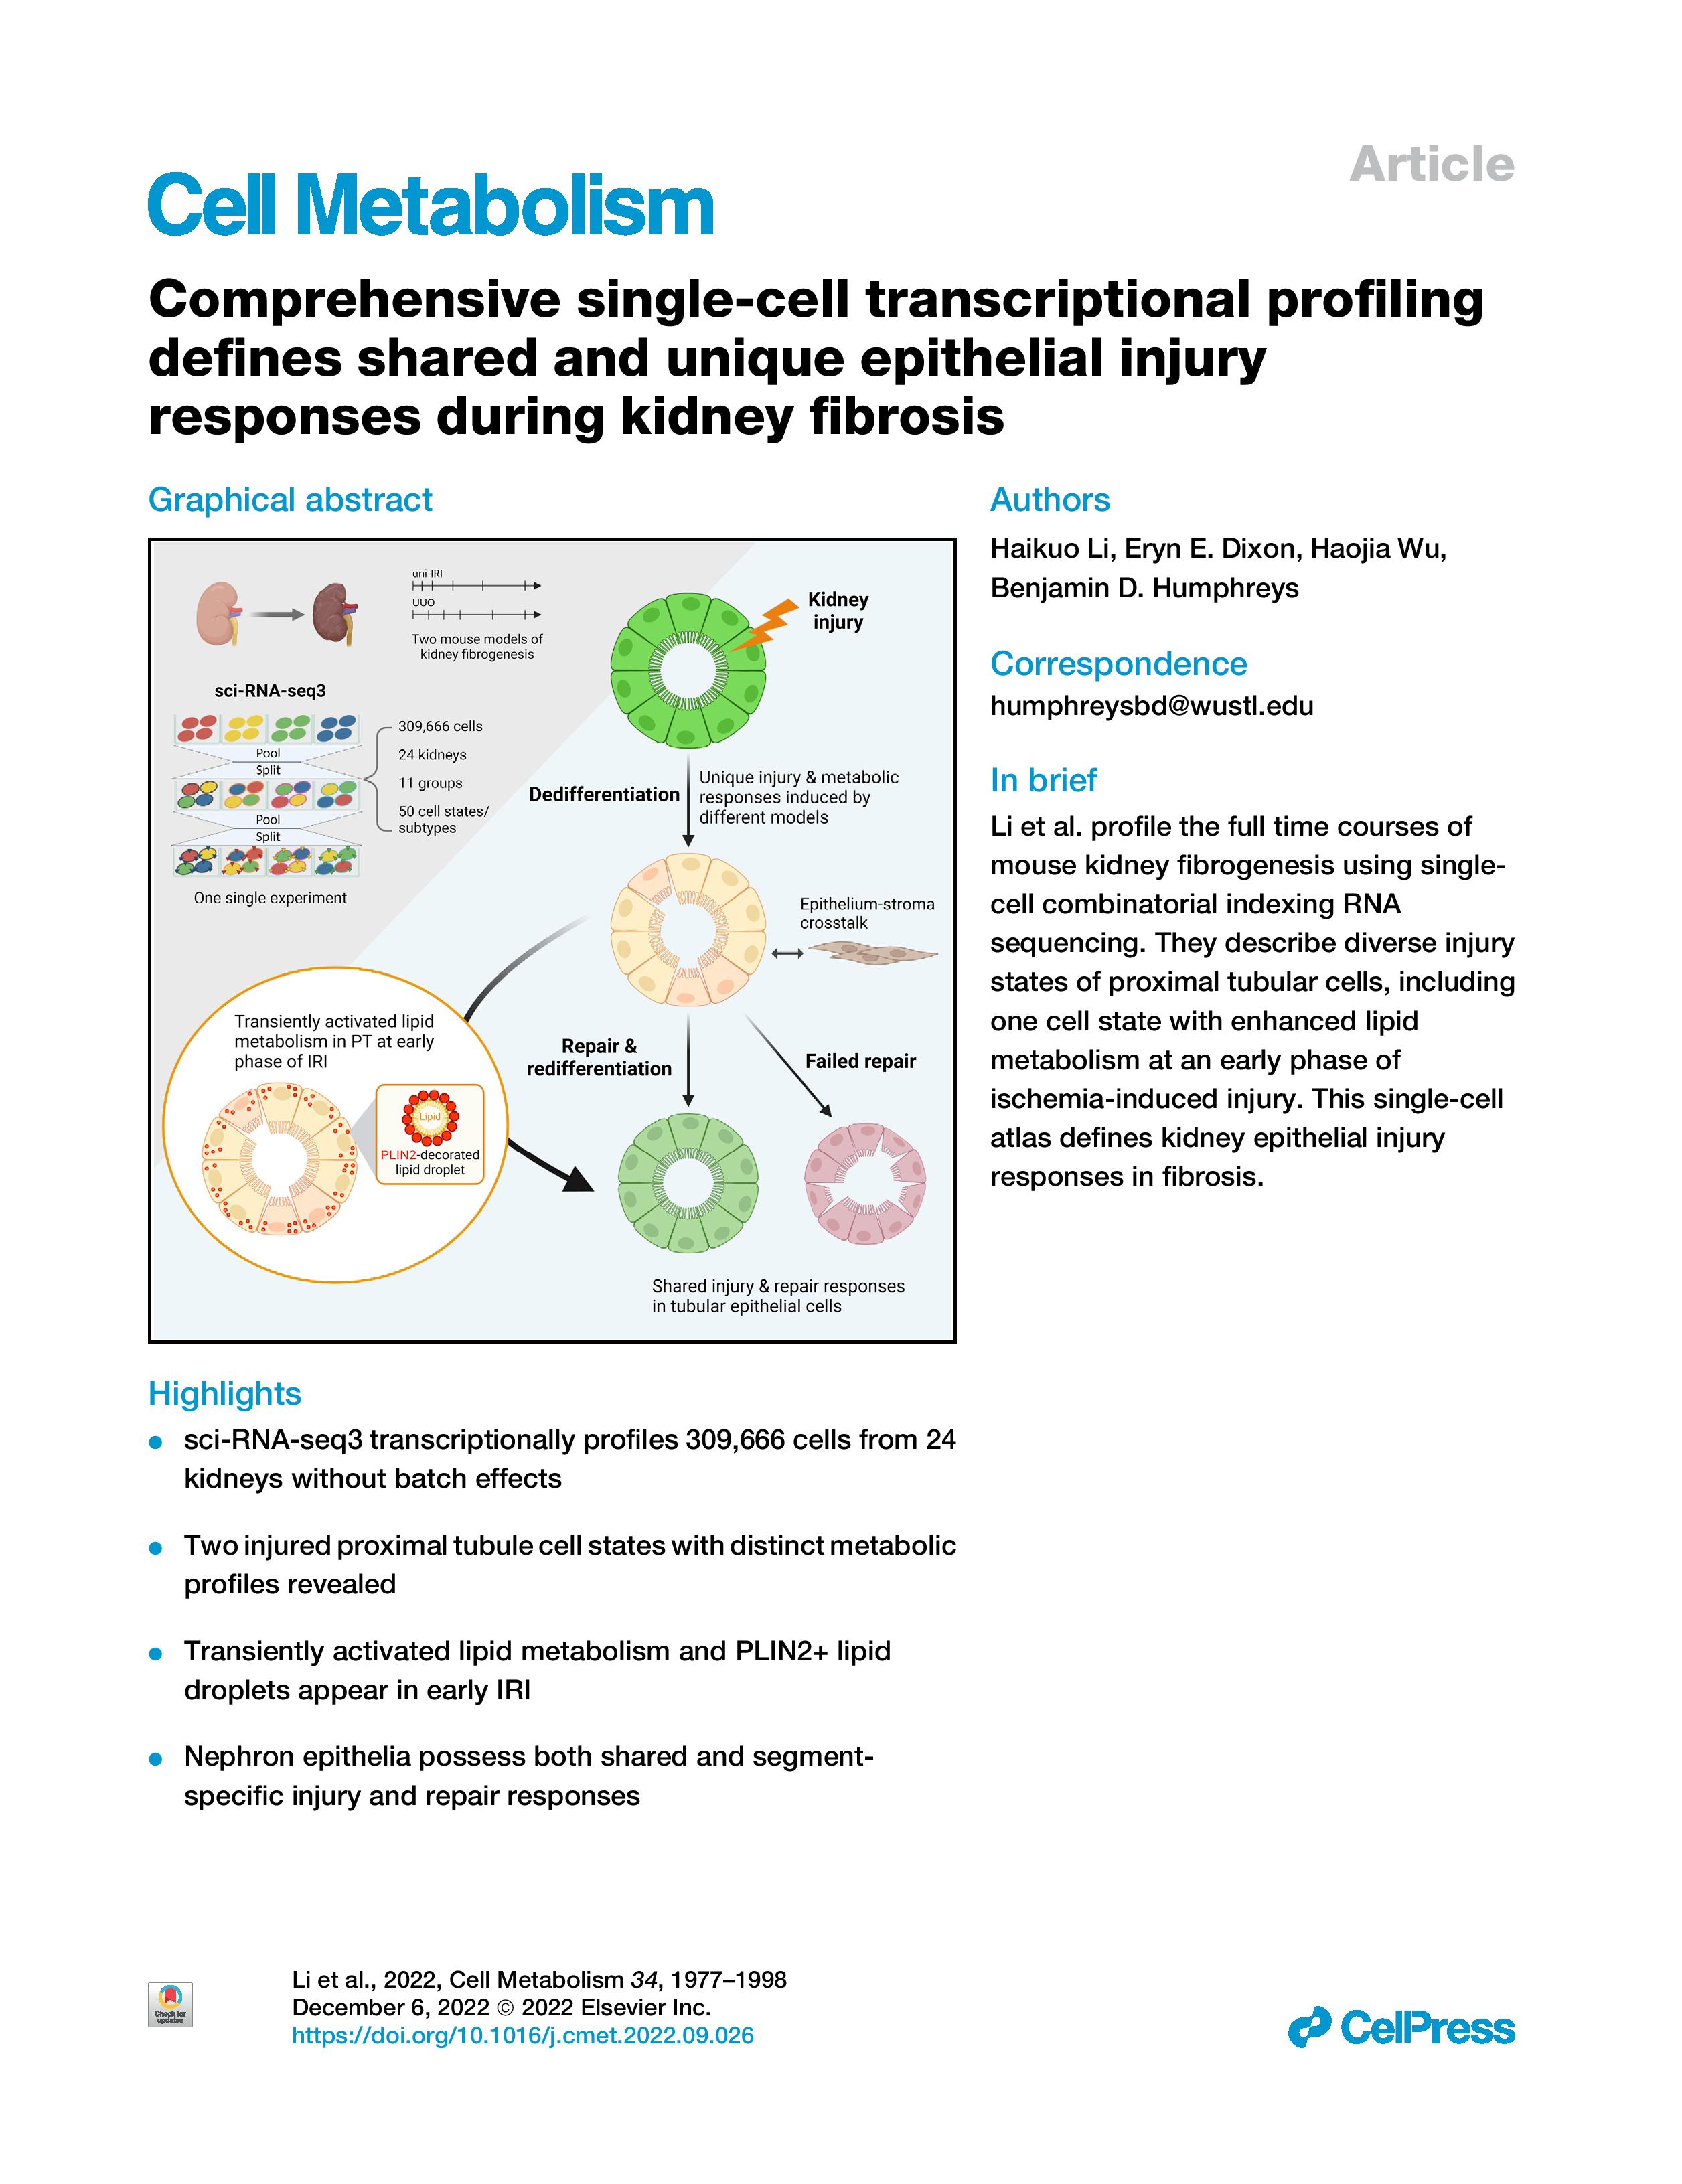 Article
Cell Metabolism
Comprehensive single-cell transcriptional profiling
defines shared and unique epithelial injury
responses during kidney fibrosis
Graphical abstract
uni-IRI
UUO
Two mouse models of
kidney fibrogenesis
sci-RNA-seq3
Pool
Split
Pool
Split
One single experiment
309,666 cells
24 kidneys
11 groups
50 cell states/
subtypes
Kidney
injury
Dedifferentiation
Unique injury & metabolic
responses induced by
different models
Epithelium-stroma
crosstalk
Transiently activated lipid
metabolism in PT at early
phase of IRI
Lipid
PLIN2-decorated
lipid droplet
Repair &
redifferentiation
Failed repair
Shared injury & repair responses
in tubular epithelial cells
Authors
Haikuo Li, Eryn E. Dixon, Haojia Wu,
Benjamin D. Humphreys
Correspondence
humphreysbd@wustl.edu
In brief
Li et al. profile the full time courses of
mouse kidney fibrogenesis using single-
cell combinatorial indexing RNA
sequencing. They describe diverse injury
states of proximal tubular cells, including
one cell state with enhanced lipid
metabolism at an early phase of
ischemia-induced injury. This single-cell
atlas defines kidney epithelial injury
responses in fibrosis.
Highlights
● sci-RNA-seq3 transcriptionally profiles 309,666 cells from 24
kidneys without batch effects
● Two injured proximal tubule cell states with distinct metabolic
profiles revealed
● Transiently activated lipid metabolism and PLIN2+ lipid
droplets appear in early IRI
● Nephron epithelia possess both shared and segment-
specific injury and repair responses
Check for
updates
Li et al., 2022, Cell Metabolism 34, 1977–1998
December 6, 2022 © 2022 Elsevier Inc.
https://doi.org/10.1016/j.cmet.2022.09.026
CellPress